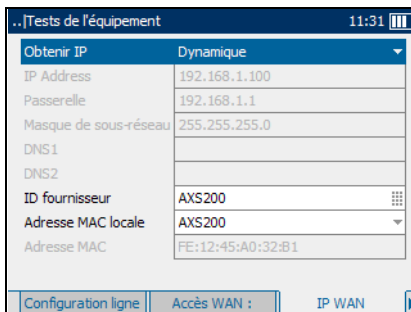 ..|Tests de l'équipement 11:31
Obtenir IP Dynamique
IP Address 192.168.1.100
Passerelle 192.168.1.1
Masque de sous-réseau 255.255.255.0
DNS1
DNS2
ID fournisseur AXS200
Adresse MAC locale AXS200
Adresse MAC FE:12:45:A0:32:B1
Configuration ligne Accès WAN : IP WAN